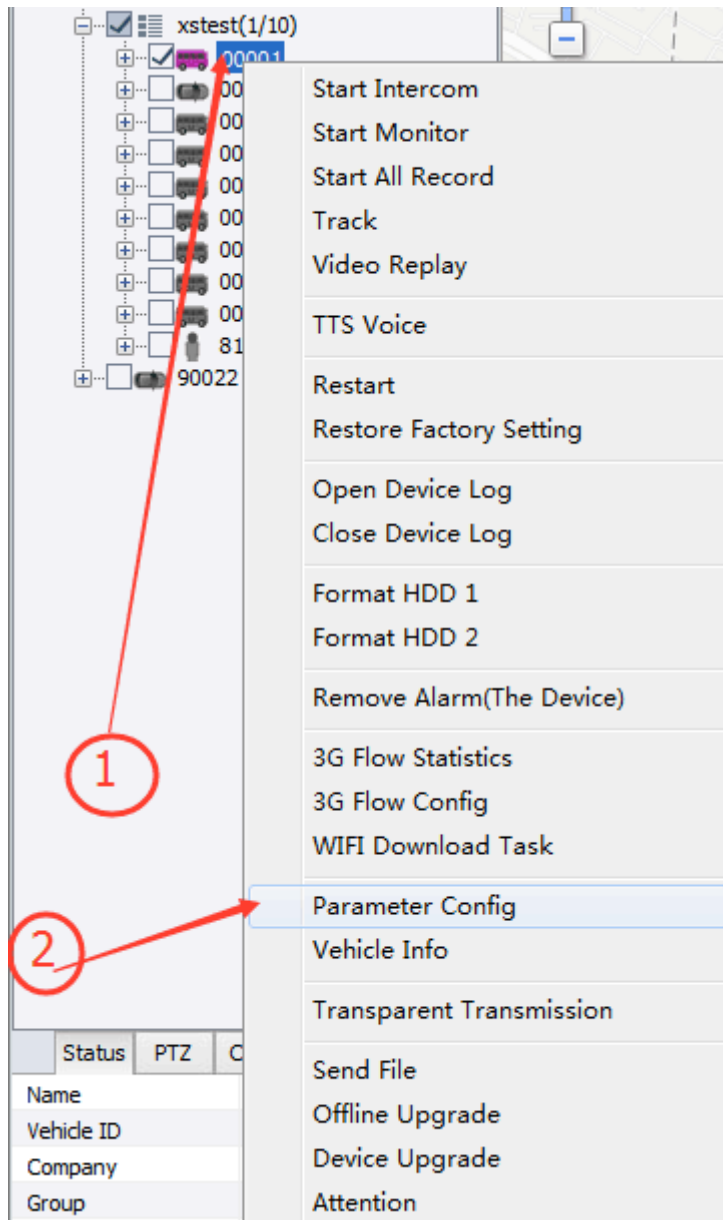 xstest(1/10)
00001
00
00
00
00
00
00
00
00
81
90022
Start Intercom
Start Monitor
Start All Record
Track
Video Replay
TTS Voice
Restart
Restore Factory Setting
Open Device Log
Close Device Log
Format HDD 1
Format HDD 2
Remove Alarm(The Device)
3G Flow Statistics
3G Flow Config
WIFI Download Task
Parameter Config
Vehicle Info
Transparent Transmission
Send File
Offline Upgrade
Device Upgrade
Attention
1
2
Status PTZ C
Name
Vehicle ID
Company
Group